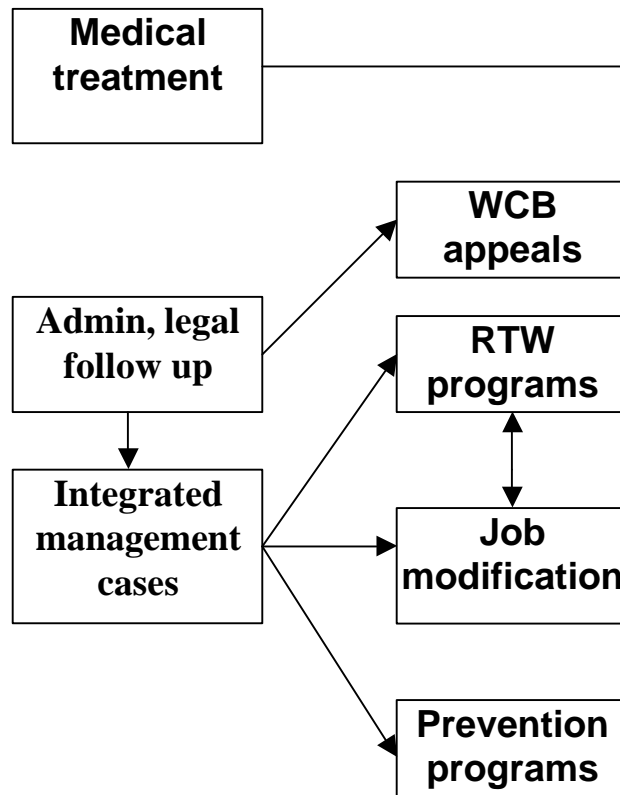 Medical
treatment
WCB
appeals
Admin, legal
follow up
RTW
programs
Integrated
management
cases
Job
modification
Prevention
programs